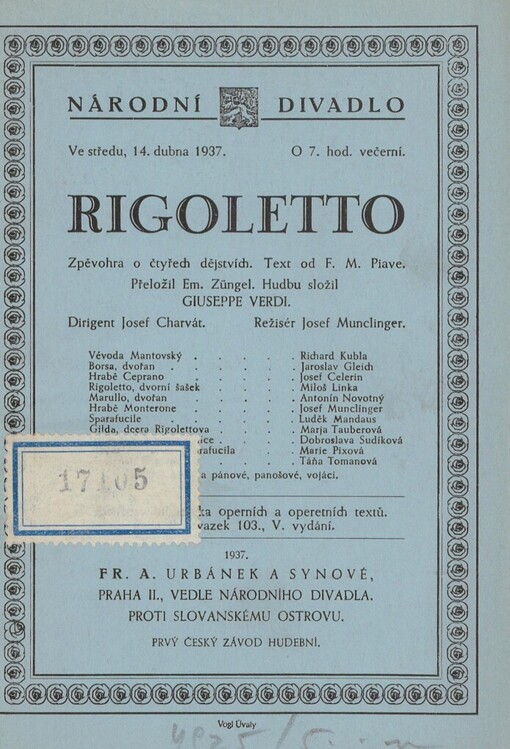 NÁRODNÍ DIVADLO
Ve středu, 14. dubna 1937. O 7. hod. večerní.
RIGOLETTO
Zpěvohra o čtyřech dějstvích. Text od F. M. Piave.
Přeložil Em. Züngel. Hudbu složil
GIUSEPPE VERDI.
Dirigent Josef Charvát. Režisér Josef Munclinger.
Vévoda Mantovský . . . . . . Richard Kubla
Borsa, dvořan . . . . . . Jaroslav Gleich
Hrabě Ceprano . . . . . . Josef Celerin
Rigoletto, dvorní šašek . . . . . Miloš Linka
Marullo, dvořan . . . . . . Antonín Novotný
Hrabě Monterone . . . . . . Josef Munclinger
Sparafucile . . . . . . Luděk Mandaus
Gilda, dcera Rigolettova . . . . . Marja Tauberová
ice . . . . Dobroslava Sudíková
rafucila . . . . Marie Pixová
. . . . Táňa Tomanová
a pánové, panošové, vojáci.
17105
ka operních a operetních textů.
vazek 103., V. vydání.
1937.
FR. A. URBÁNEK A SYNOVÉ,
PRAHA II., VEDLE NÁRODNÍHO DIVADLA.
PROTI SLOVANSKÉMU OSTROVU.
PRVÝ ČESKÝ ZÁVOD HUDEBNÍ.
Vogl Úvaly